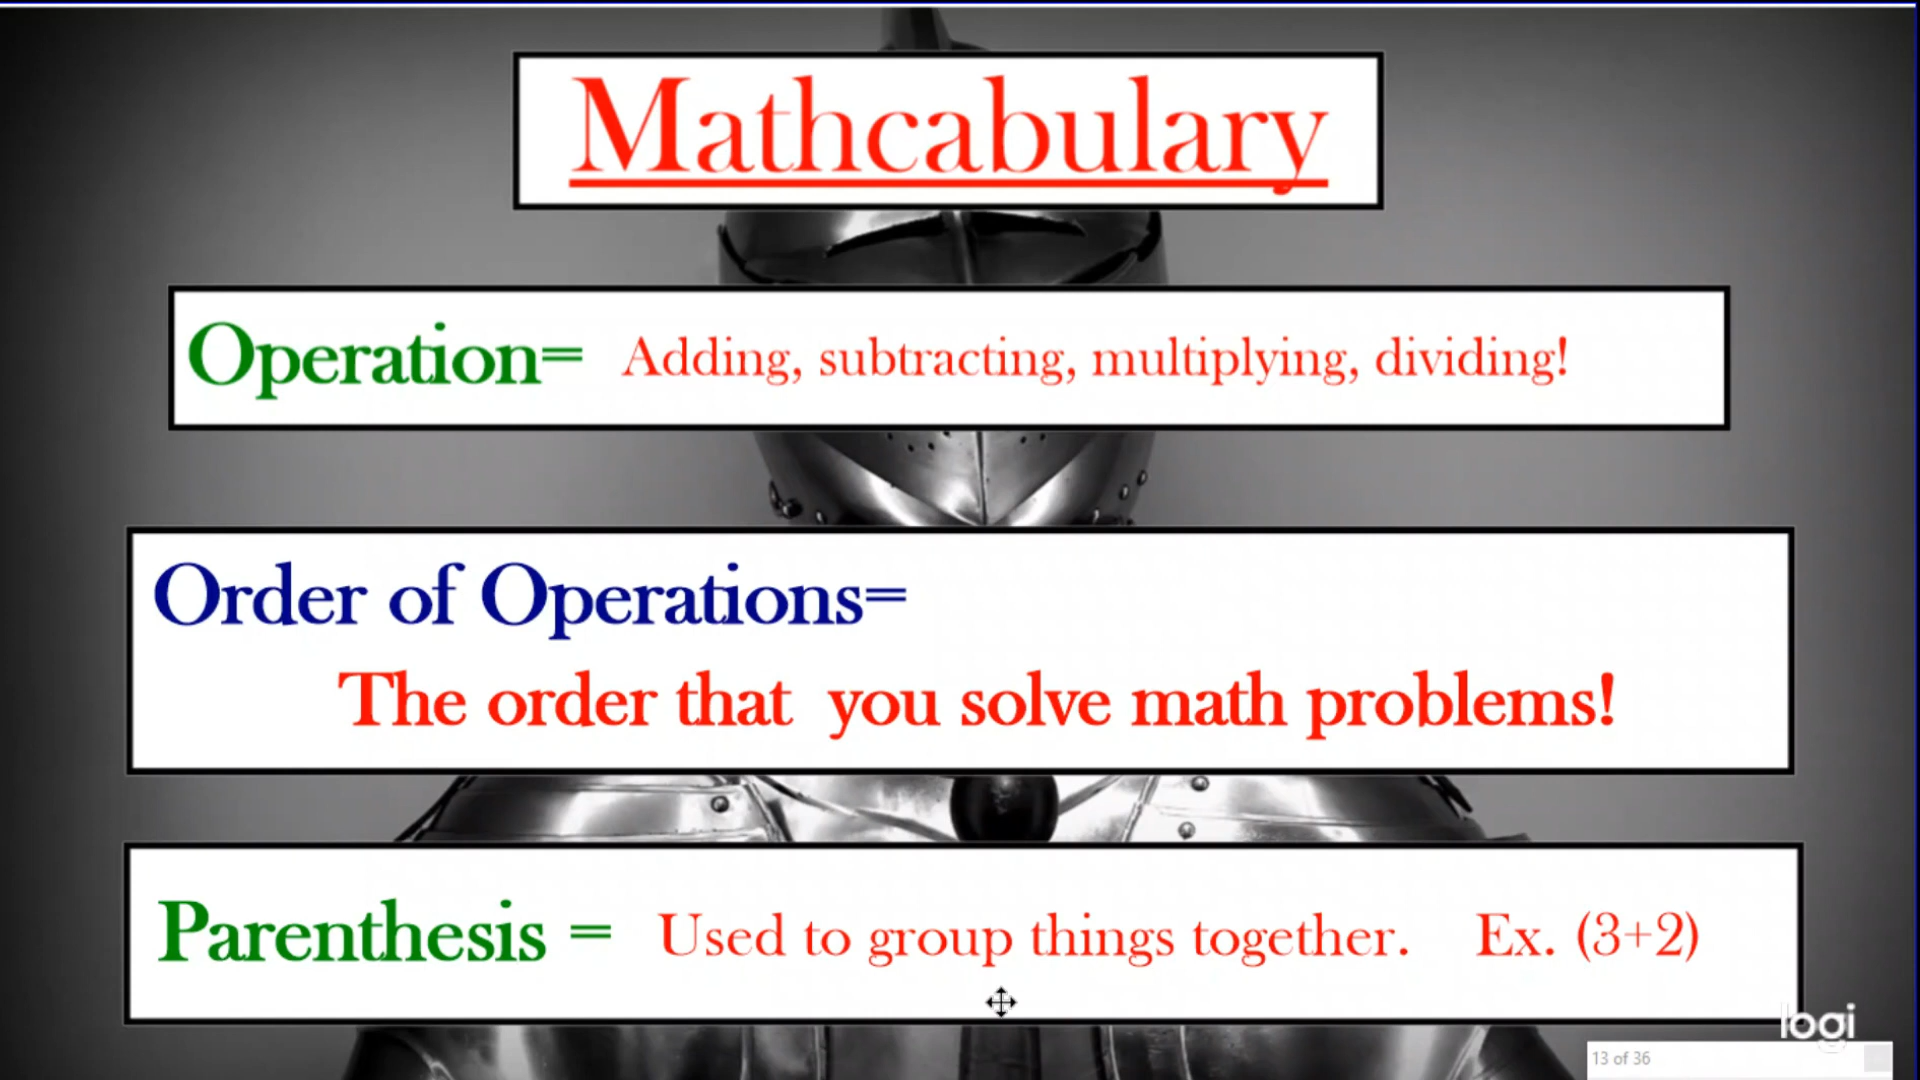 Mathcabulary
Operation= Adding, subtracting, multiplying, dividing!
Order of Operations=
The order that you solve math problems!
Parenthesis = Used to group things together. Ex. (3+2)
logi
13 of 36